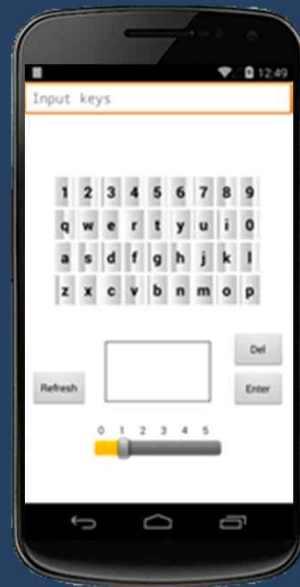 12:49
Input keys
1 2 3 4 5 6 7 8 9
q w e r t y u i 0
a s d f g h j k l
z x c v b n m o p
Del
Refresh
Enter
0 1 2 3 4 5